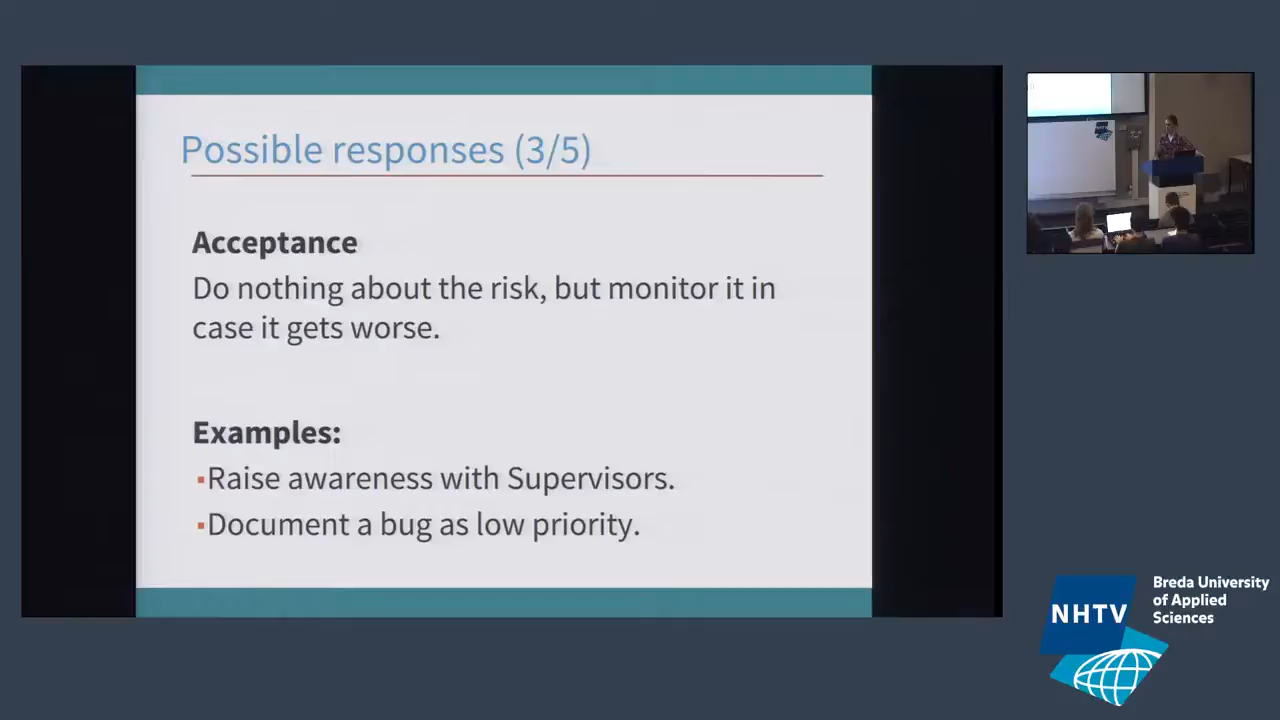 Possible responses (3/5)
Acceptance
Do nothing about the risk, but monitor it in
case it gets worse.
Examples:
▪Raise awareness with Supervisors.
▪Document a bug as low priority.
NHTV
Breda University
of Applied
Sciences